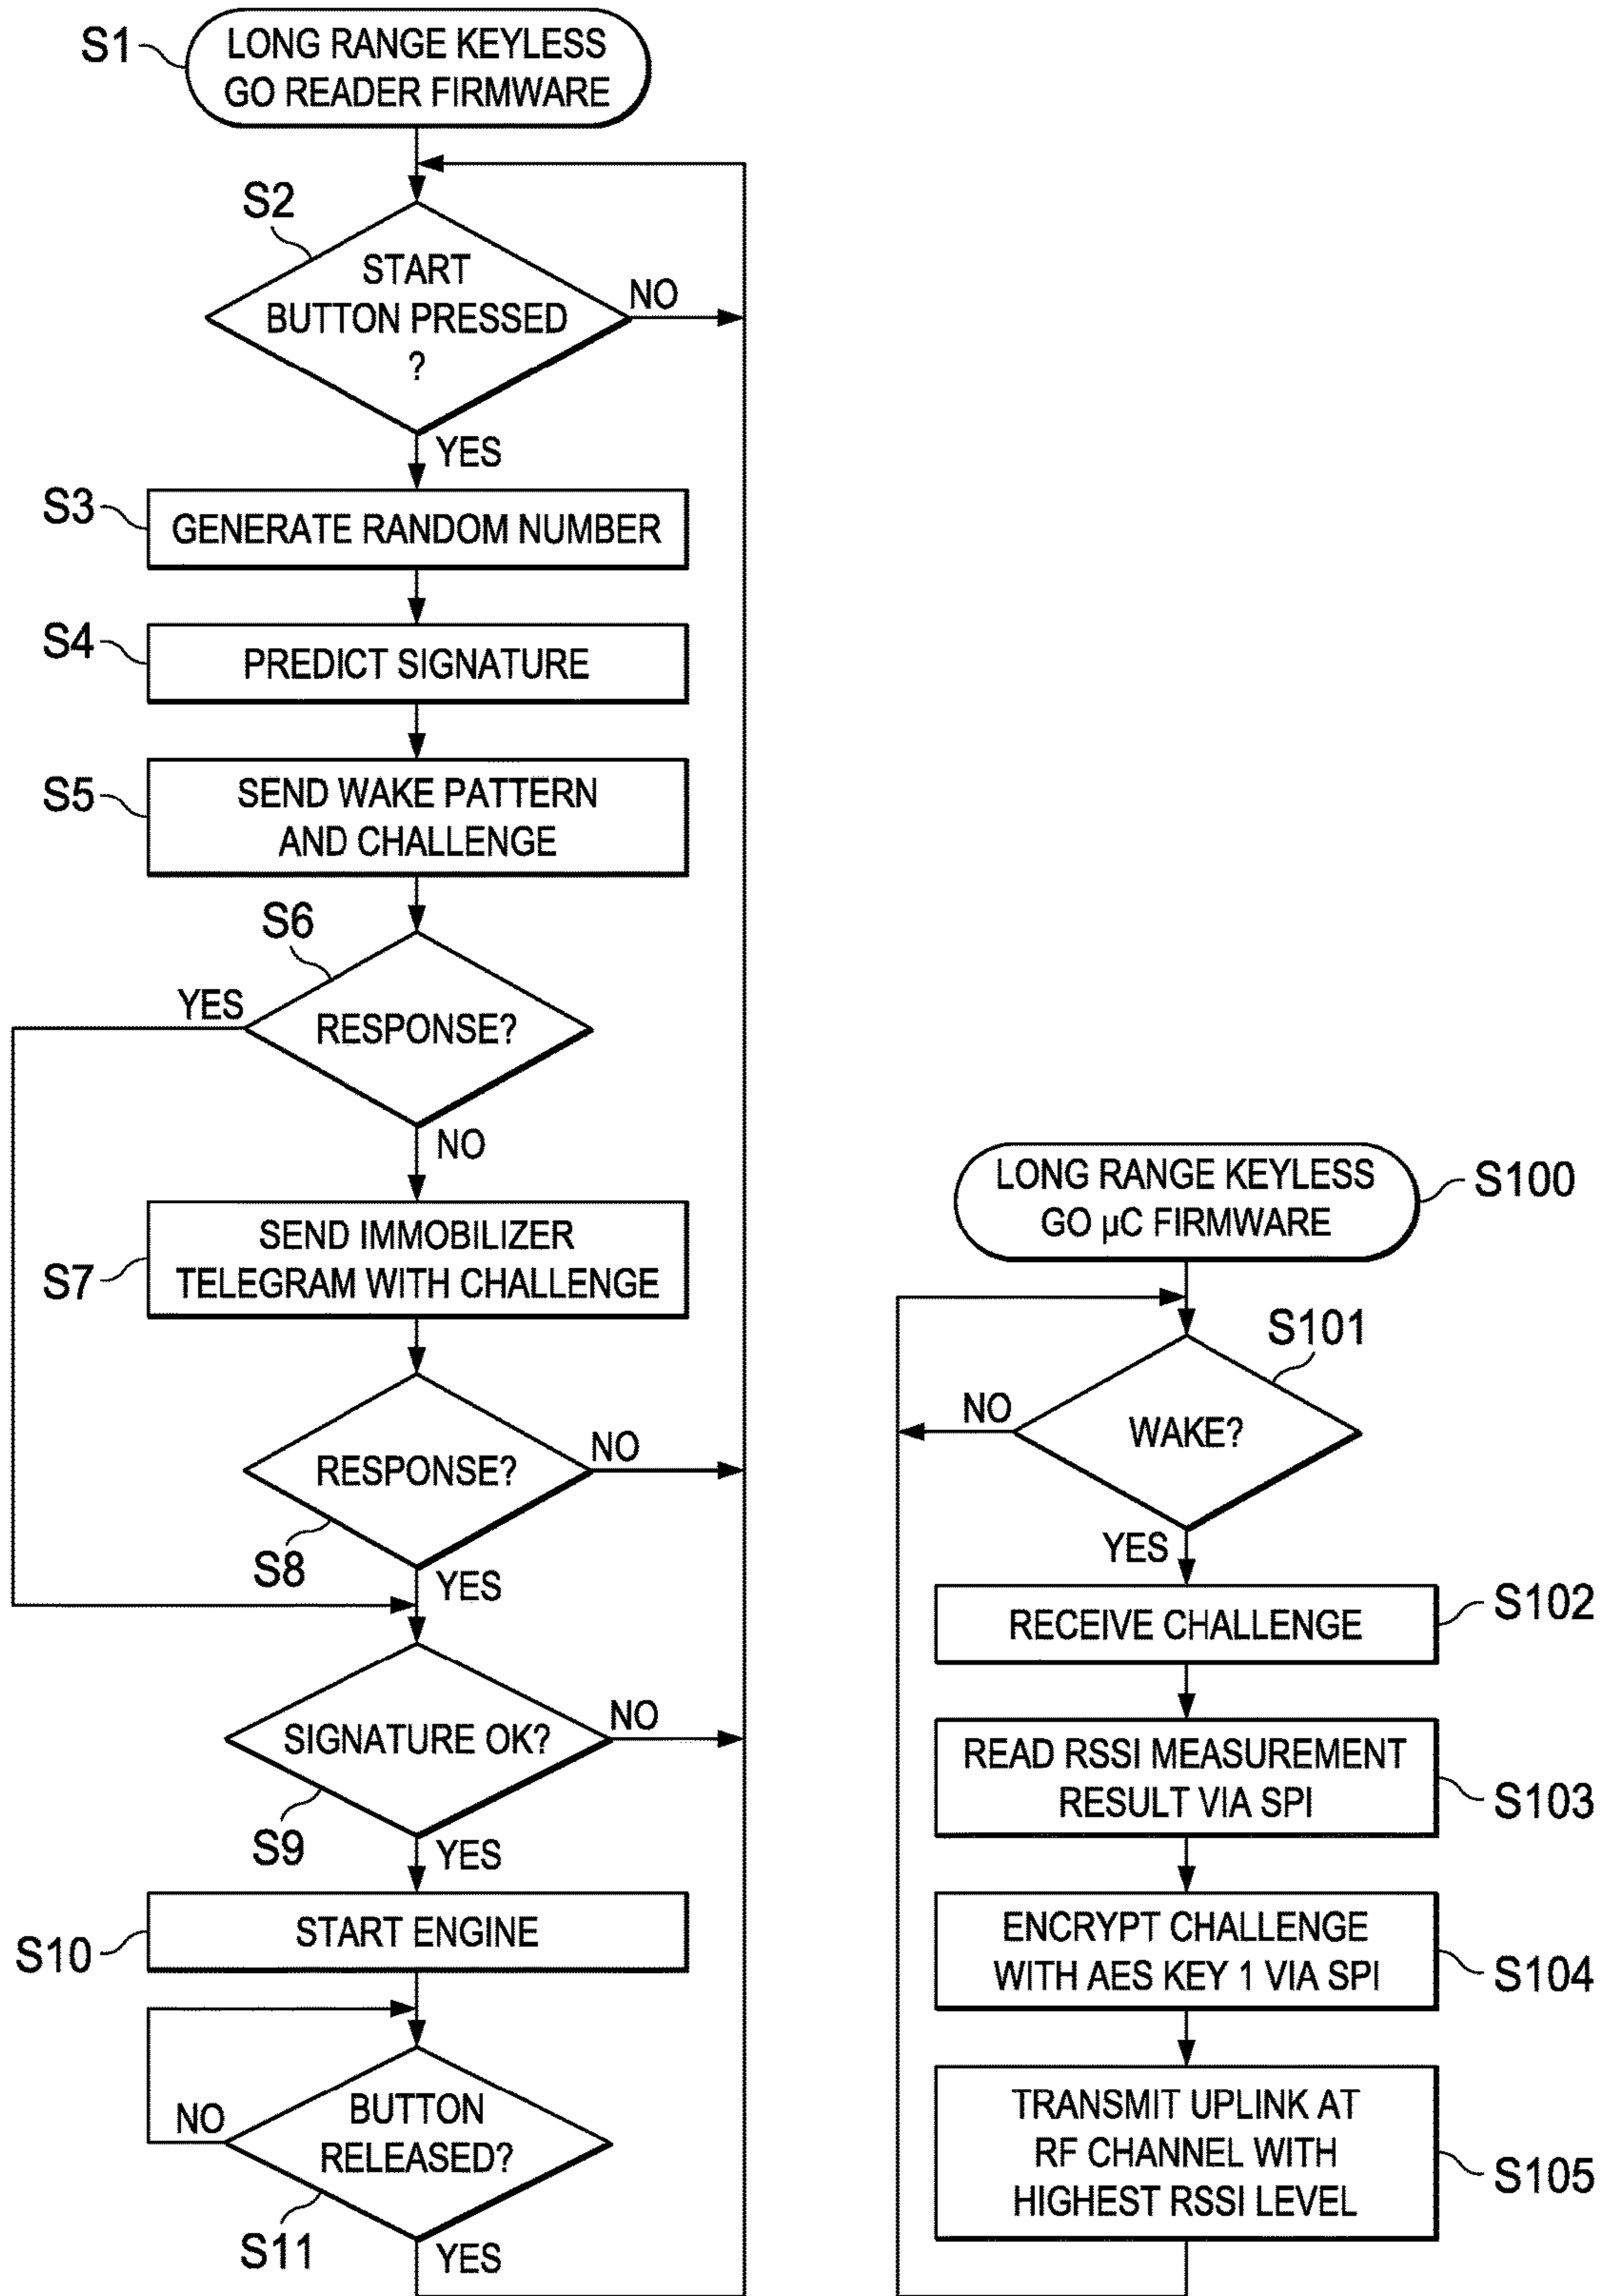 S1
LONG RANGE KEYLESS
GO READER FIRMWARE
S2
START
BUTTON PRESSED
?
NO
YES
S3
GENERATE RANDOM NUMBER
S4
PREDICT SIGNATURE
S5
SEND WAKE PATTERN
AND CHALLENGE
S6
YES
RESPONSE?
NO
S7
SEND IMMOBILIZER
TELEGRAM WITH CHALLENGE
RESPONSE?
NO
S8
YES
SIGNATURE OK?
NO
S9
YES
S10
START ENGINE
NO
BUTTON
RELEASED?
S11
YES
LONG RANGE KEYLESS
GO µC FIRMWARE
S100
S101
NO
WAKE?
YES
RECEIVE CHALLENGE
S102
READ RSSI MEASUREMENT
RESULT VIA SPI
S103
ENCRYPT CHALLENGE
WITH AES KEY 1 VIA SPI
S104
TRANSMIT UPLINK AT
RF CHANNEL WITH
HIGHEST RSSI LEVEL
S105